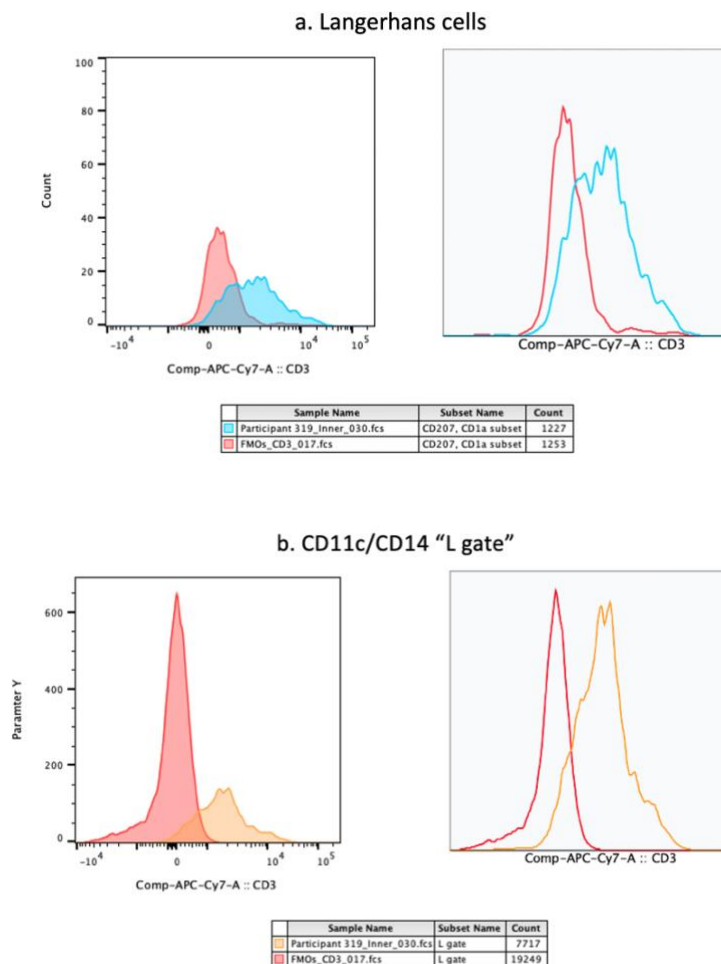 a. Langerhans cells
100
80
60
40
20
0
Count
-10⁴ 0 10⁴ 10⁵
Comp-APC-Cy7-A :: CD3
Comp-APC-Cy7-A :: CD3
Sample Name Subset Name Count
Participant 319_Inner_030.fcs CD207, CD1a subset 1227
FMOs_CD3_017.fcs CD207, CD1a subset 1253
b. CD11c/CD14 “L gate”
600
400
200
0
Paramter Y
-10⁴ 0 10⁴ 10⁵
Comp-APC-Cy7-A :: CD3
Comp-APC-Cy7-A :: CD3
Sample Name Subset Name Count
Participant 319_Inner_030.fcs L gate 7717
FMOs_CD3_017.fcs L gate 19249